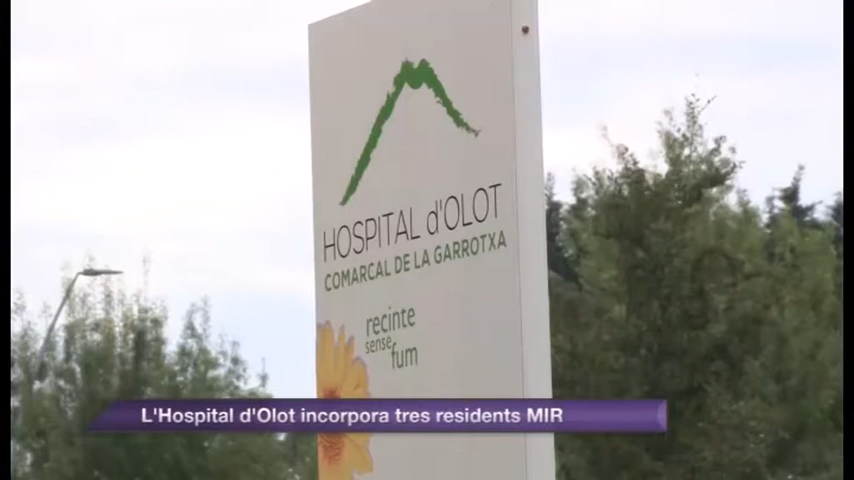 HOSPITAL d'OLOT
COMARCAL DE LA GARROTXA
recinte
sense
fum
L'Hospital d'Olot incorpora tres residents MIR